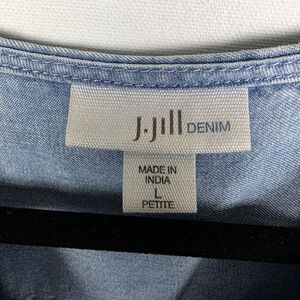 J.Jill DENIM
MADE IN
INDIA
L
PETITE